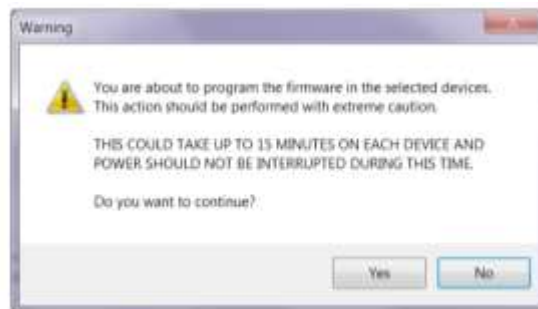 Warning
You are about to program the firmware in the selected devices.
This action should be performed with extreme caution.
THIS COULD TAKE UP TO 15 MINUTES ON EACH DEVICE AND
POWER SHOULD NOT BE INTERRUPTED DURING THIS TIME.
Do you want to continue?
Yes
No